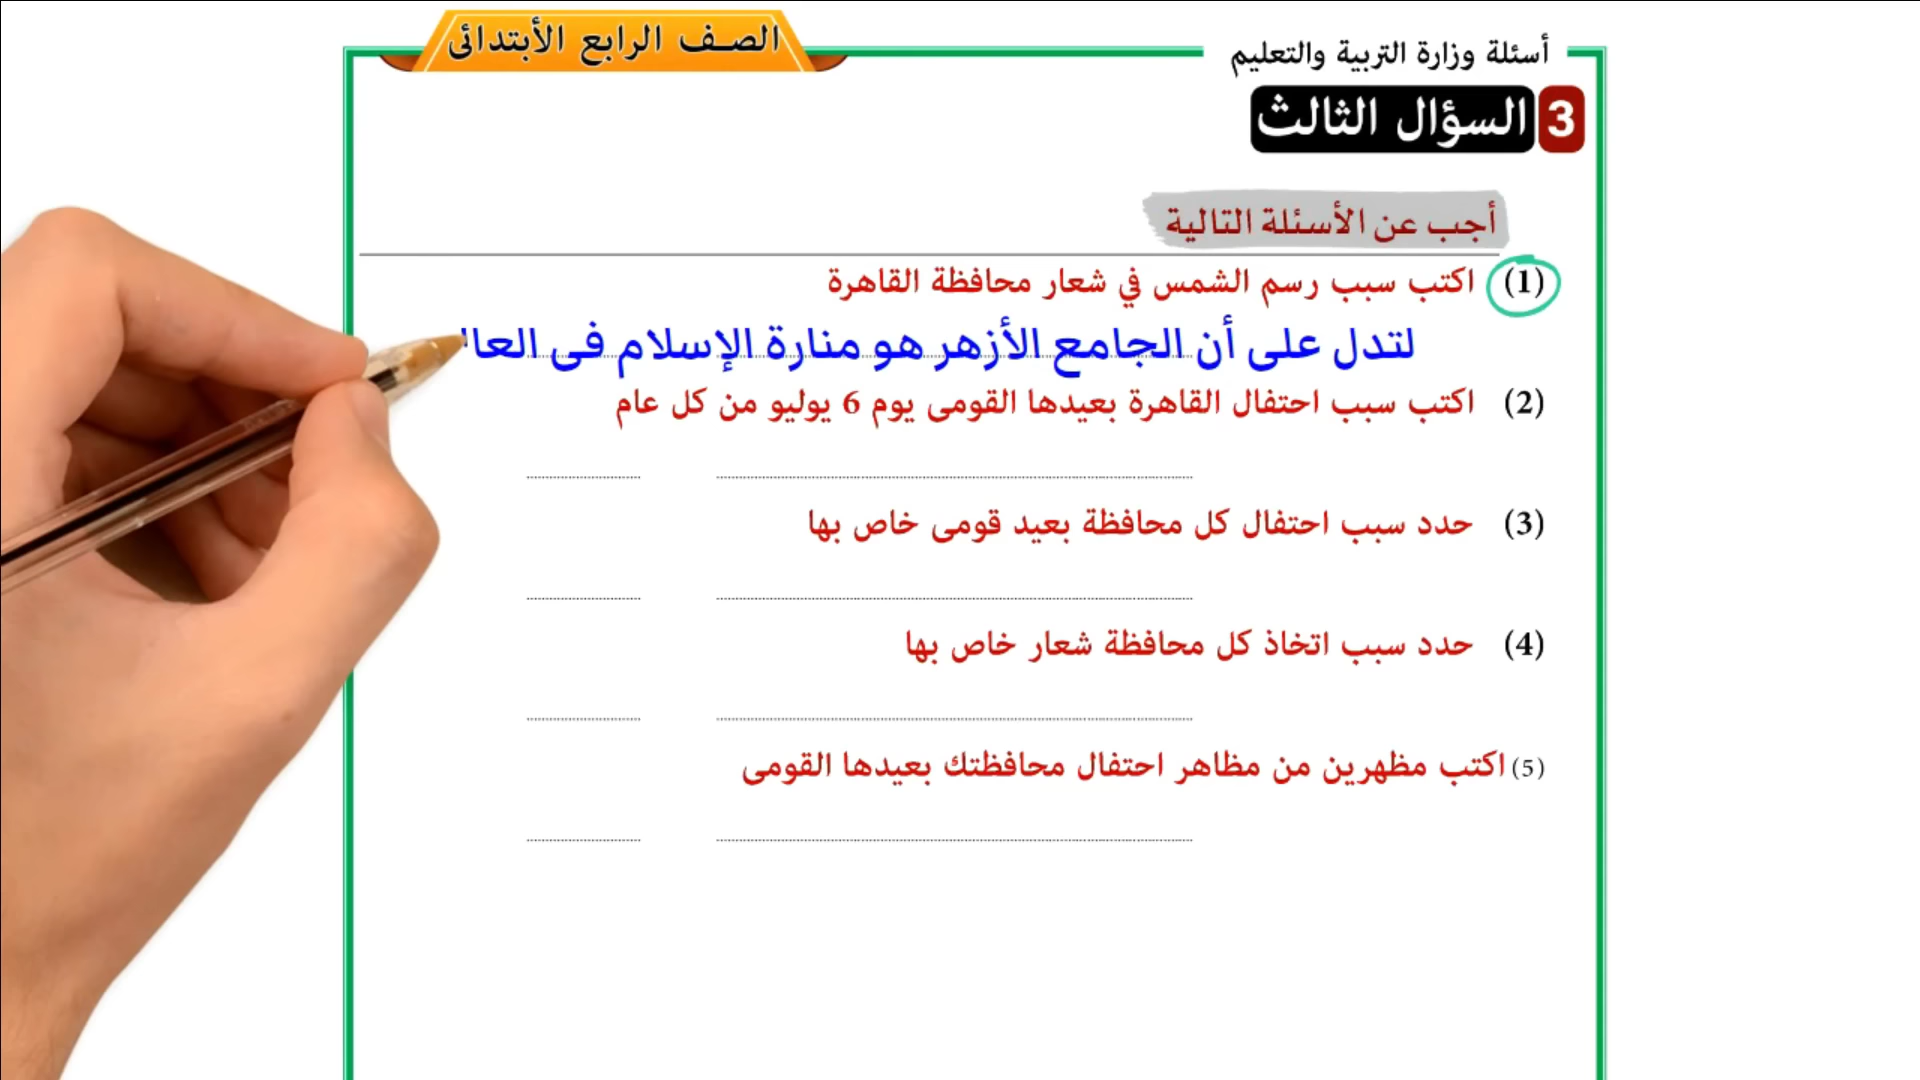 الصف الرابع الأبتدائى
أسئلة وزارة التربية والتعليم
3 السؤال الثالث
أجب عن الأسئلة التالية
(1) اكتب سبب رسم الشمس في شعار محافظة القاهرة
لتدل على أن الجامع الأزهر هو منارة الإسلام فى
(2) اكتب سبب احتفال القاهرة بعيدها القومى يوم 6 يوليو من كل عام
(3) حدد سبب احتفال كل محافظة بعيد قومى خاص بها
(4) حدد سبب اتخاذ كل محافظة شعار خاص بها
(5) اكتب مظهرين من مظاهر احتفال محافظتك بعيدها القومى